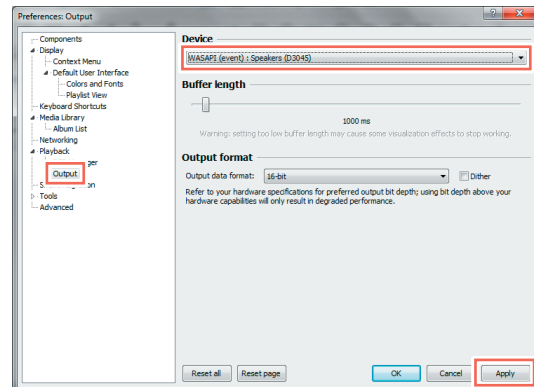 Preferences: Output
Components
Display
Context Menu
Default User Interface
Colors and Fonts
Playlist View
Keyboard Shortcuts
Media Library
Album List
Networking
Playback
Output
Tools
Advanced
Device
WASAPI (event) : Speakers (D3045)
Buffer length
1000 ms
Warning: setting too low buffer length may cause some visualization effects to stop working.
Output format
Output data format: 16-bit Dither
Refer to your hardware specifications for preferred output bit depth; using bit depth above your
hardware capabilities will only result in degraded performance.
Reset all Reset page OK Cancel Apply